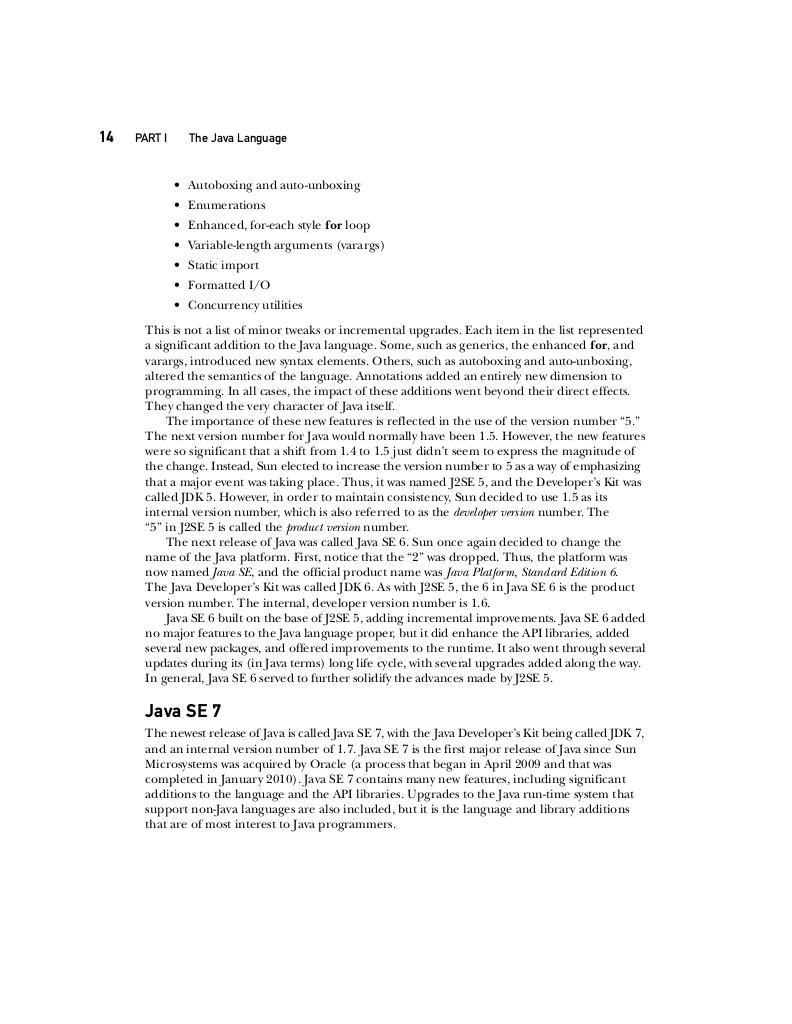 14 PART I The Java Language
• Autoboxing and auto-unboxing
• Enumerations
• Enhanced, for-each style for loop
• Variable-length arguments (varargs)
• Static import
• Formatted I/O
• Concurrency utilities
This is not a list of minor tweaks or incremental upgrades. Each item in the list represented
a significant addition to the Java language. Some, such as generics, the enhanced for, and
varargs, introduced new syntax elements. Others, such as autoboxing and auto-unboxing,
altered the semantics of the language. Annotations added an entirely new dimension to
programming. In all cases, the impact of these additions went beyond their direct effects.
They changed the very character of Java itself.
The importance of these new features is reflected in the use of the version number “5.”
The next version number for Java would normally have been 1.5. However, the new features
were so significant that a shift from 1.4 to 1.5 just didn’t seem to express the magnitude of
the change. Instead, Sun elected to increase the version number to 5 as a way of emphasizing
that a major event was taking place. Thus, it was named J2SE 5, and the Developer’s Kit was
called JDK 5. However, in order to maintain consistency, Sun decided to use 1.5 as its
internal version number, which is also referred to as the developer version number. The
“5” in J2SE 5 is called the product version number.
The next release of Java was called Java SE 6. Sun once again decided to change the
name of the Java platform. First, notice that the “2” was dropped. Thus, the platform was
now named Java SE, and the official product name was Java Platform, Standard Edition 6.
The Java Developer’s Kit was called JDK 6. As with J2SE 5, the 6 in Java SE 6 is the product
version number. The internal, developer version number is 1.6.
Java SE 6 built on the base of J2SE 5, adding incremental improvements. Java SE 6 added
no major features to the Java language proper, but it did enhance the API libraries, added
several new packages, and offered improvements to the runtime. It also went through several
updates during its (in Java terms) long life cycle, with several upgrades added along the way.
In general, Java SE 6 served to further solidify the advances made by J2SE 5.
Java SE 7
The newest release of Java is called Java SE 7, with the Java Developer’s Kit being called JDK 7,
and an internal version number of 1.7. Java SE 7 is the first major release of Java since Sun
Microsystems was acquired by Oracle (a process that began in April 2009 and that was
completed in January 2010). Java SE 7 contains many new features, including significant
additions to the language and the API libraries. Upgrades to the Java run-time system that
support non-Java languages are also included, but it is the language and library additions
that are of most interest to Java programmers.